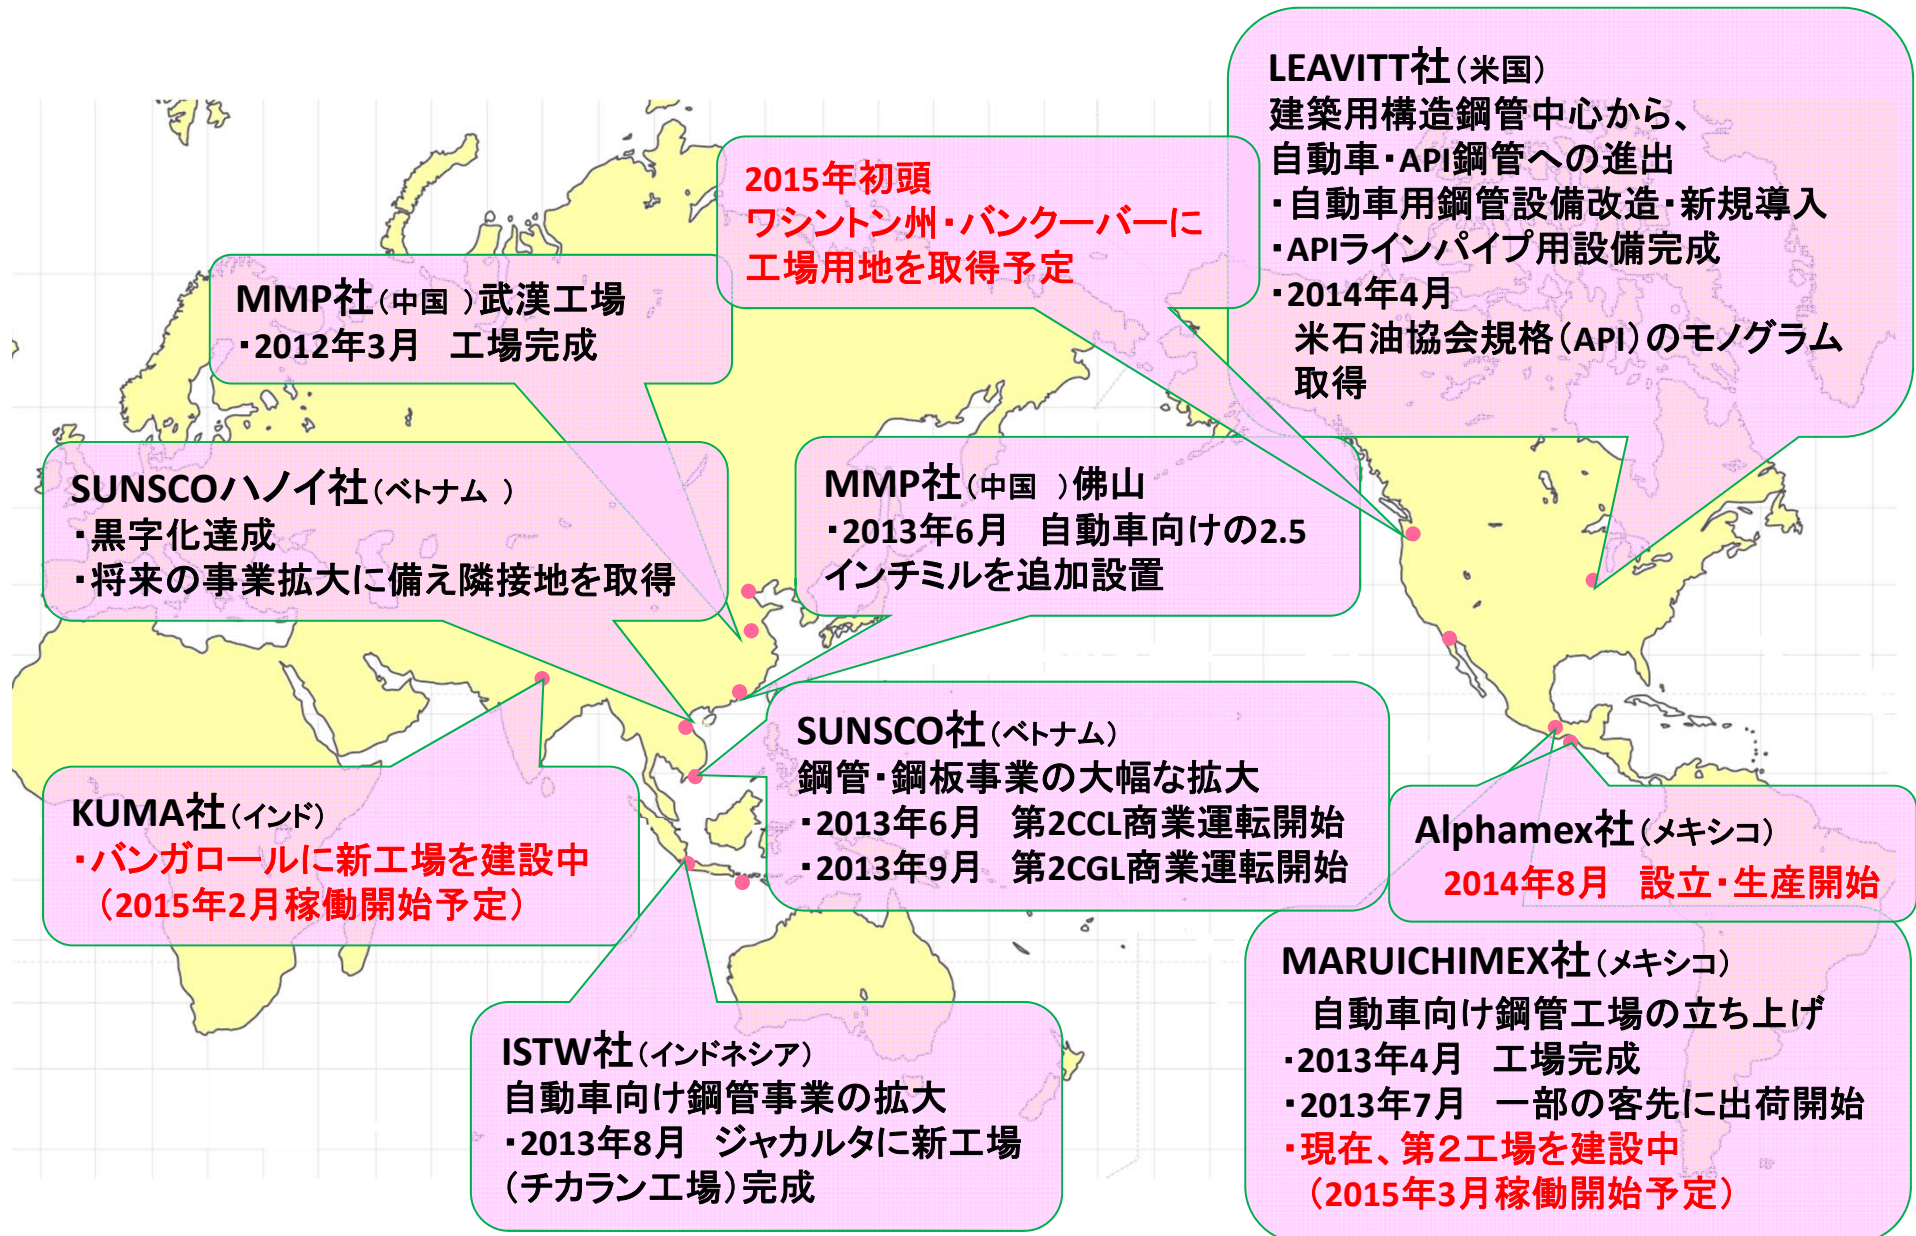 LEAVITT社（米国）
建築用構造鋼管中心から、
自動車・API鋼管への進出
・自動車用鋼管設備改造・新規導入
・APIラインパイプ用設備完成
・2014年4月
米石油協会規格（API）のモノグラム
取得
2015年初頭
ワシントン州・バンクーバーに
工場用地を取得予定
MMP社（中国 ）武漢工場
・2012年3月　工場完成
SUNSCOハノイ社（ベトナム ）
・黒字化達成
・将来の事業拡大に備え隣接地を取得
MMP社（中国 ）佛山
・2013年6月　自動車向けの2.5
インチミルを追加設置
SUNSCO社（ベトナム）
鋼管・鋼板事業の大幅な拡大
・2013年6月　第2CCL商業運転開始
・2013年9月　第2CGL商業運転開始
KUMA社（インド）
・バンガロールに新工場を建設中
（2015年2月稼働開始予定）
Alphamex社（メキシコ）
2014年8月　設立・生産開始
MARUICHIMEX社（メキシコ）
自動車向け鋼管工場の立ち上げ
・2013年4月　工場完成
・2013年7月　一部の客先に出荷開始
・現在、第２工場を建設中
（2015年3月稼働開始予定）
ISTW社（インドネシア）
自動車向け鋼管事業の拡大
・2013年8月　ジャカルタに新工場
（チカラン工場）完成